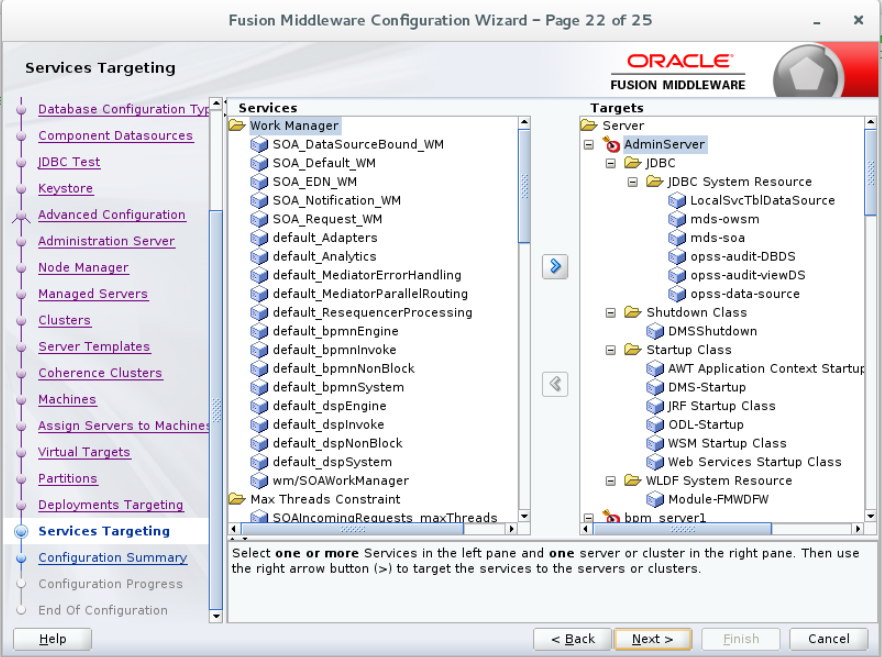 Fusion Middleware Configuration Wizard – Page 22 of 25
Services Targeting
ORACLE
FUSION MIDDLEWARE
Database Configuration Typ
Component Datasources
JDBC Test
Keystore
Advanced Configuration
Administration Server
Node Manager
Managed Servers
Clusters
Server Templates
Coherence Clusters
Machines
Assign Servers to Machines
Virtual Targets
Partitions
Deployments Targeting
Services Targeting
Configuration Summary
Configuration Progress
End Of Configuration
Services
Work Manager
SOA_DataSourceBound_WM
SOA_Default_WM
SOA_EDN_WM
SOA_Notification_WM
SOA_Request_WM
default_Adapters
default_Analytics
default_MediatorErrorHandling
default_MediatorParallelRouting
default_ResequencerProcessing
default_bpmnEngine
default_bpmnInvoke
default_bpmnNonBlock
default_bpmnSystem
default_dspEngine
default_dspInvoke
default_dspNonBlock
default_dspSystem
wm/SOAWorkManager
Max Threads Constraint
SOAIncomingRequests_maxThreads
Targets
Server
AdminServer
JDBC
JDBC System Resource
LocalSvcTblDataSource
mds-owsm
mds-soa
opss-audit-DBDS
opss-audit-viewDS
opss-data-source
Shutdown Class
DMSShutdown
Startup Class
AWT Application Context Startup
DMS-Startup
JRF Startup Class
ODL-Startup
WSM Startup Class
Web Services Startup Class
WLDF System Resource
Module-FMWDFW
bpm_server1
Select one or more Services in the left pane and one server or cluster in the right pane. Then use
the right arrow button (>) to target the services to the servers or clusters.
Help
< Back
Next >
Finish
Cancel